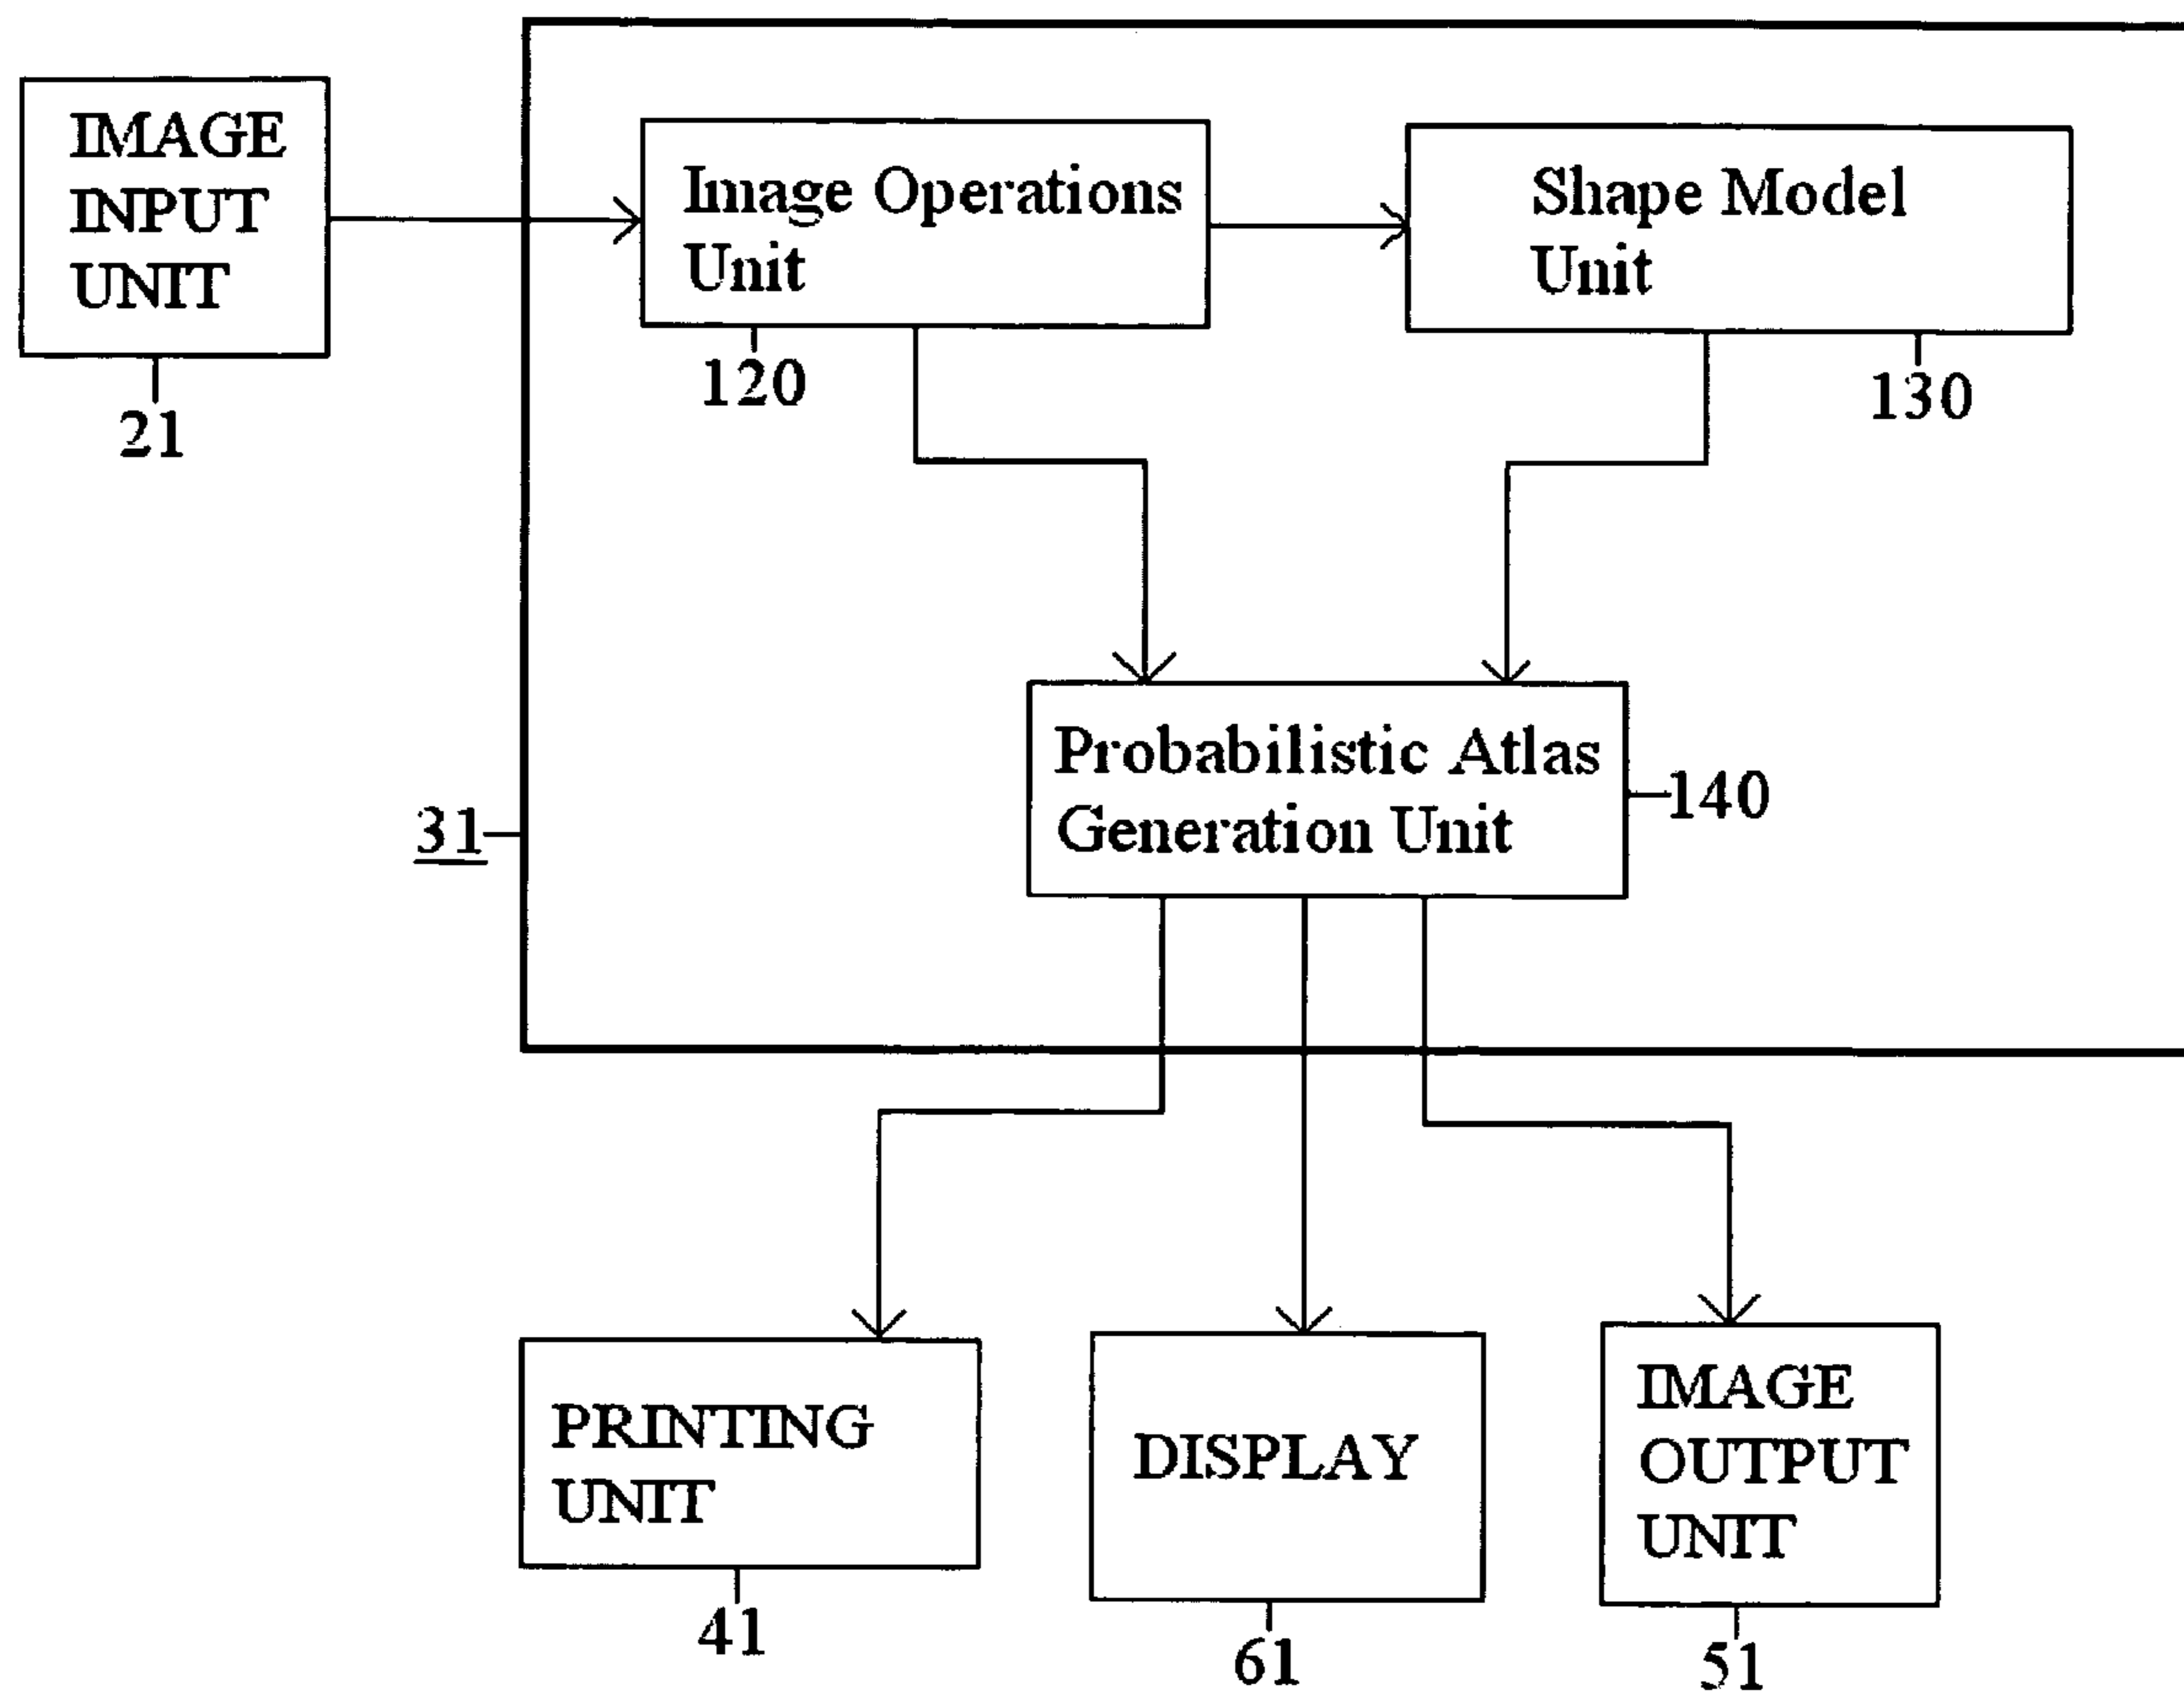 IMAGE
INPUT
UNIT
21
Image Operations
Unit
120
Shape Model
Unit
130
Probabilistic Atlas
Generation Unit
140
31
PRINTING
UNIT
41
DISPLAY
61
IMAGE
OUTPUT
UNIT
51